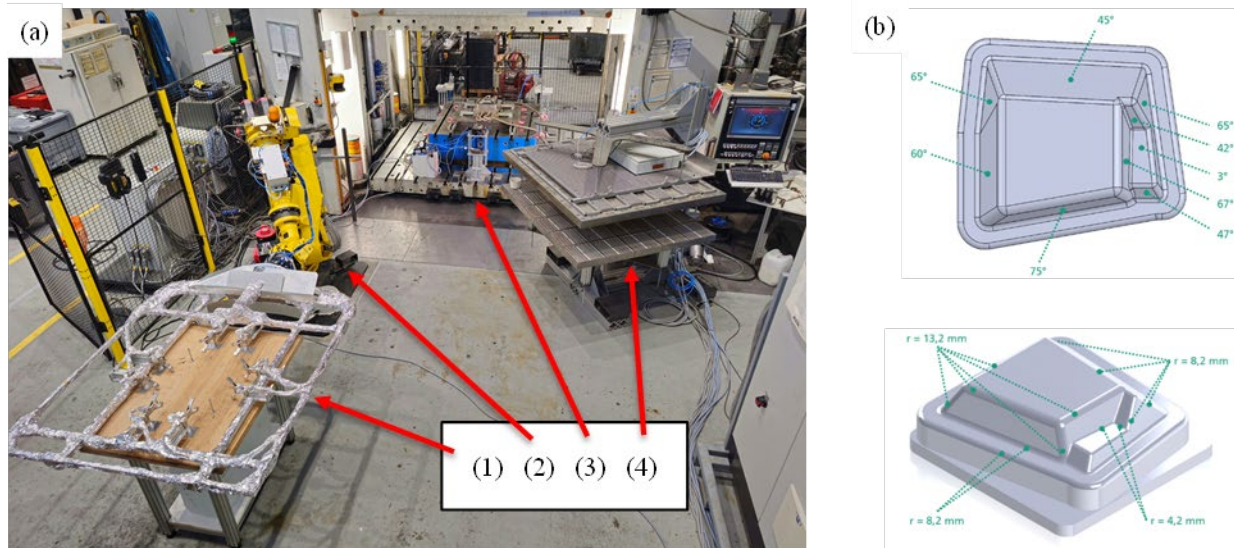 (a)
(1) (2) (3) (4)
(b)
45°
65°
65°
42°
60°
3°
67°
47°
75°
r = 13,2 mm
r = 8,2 mm
r = 8,2 mm
r = 4,2 mm